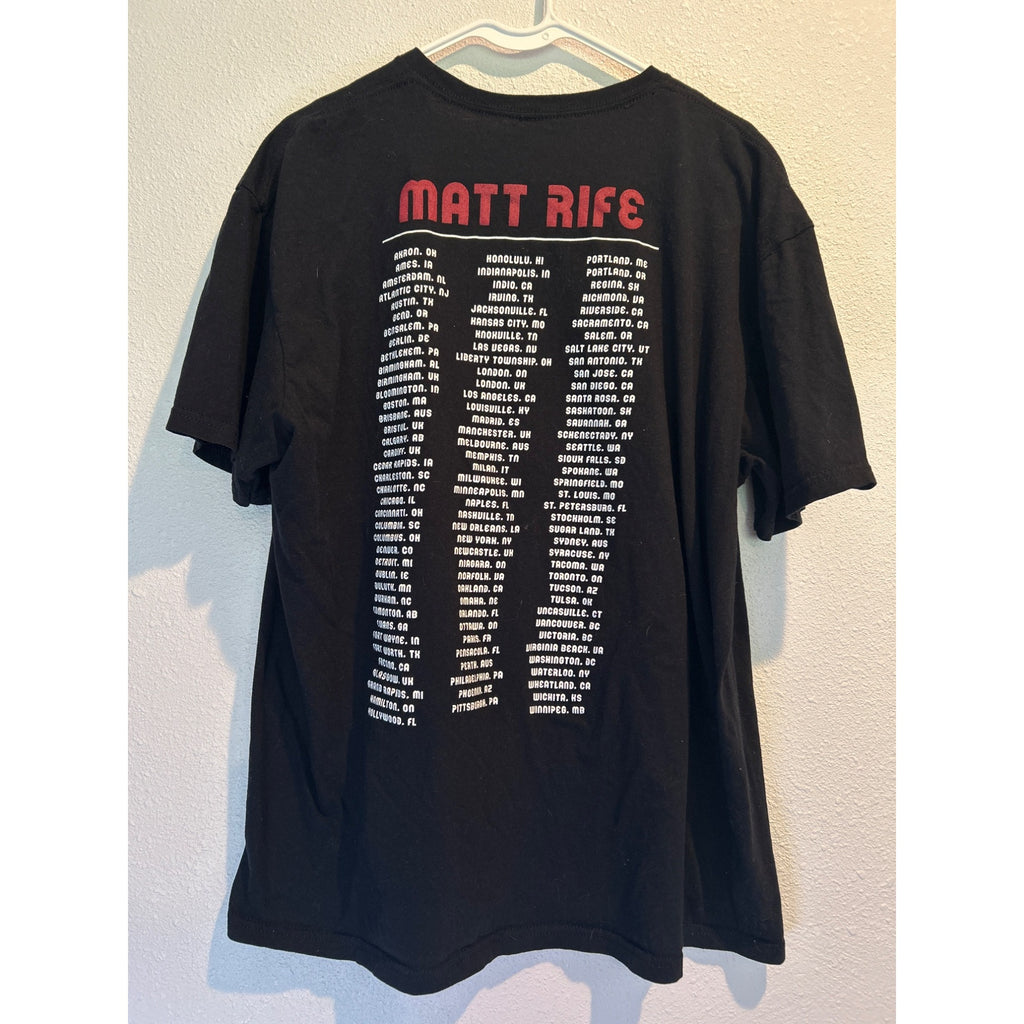 MATT RIFE
AKRON, OH
AMES, IA
AMSTERDAM, NL
ATLANTIC CITY, NJ
AUSTIN, TX
BEND, OR
BENSALEM, PA
BERLIN, DE
BETHLEHEM, PA
BIRMINGHAM, AL
BIRMINGHAM, UK
BLOOMINGTON, IN
BOSTON, MA
BRISBANE, AUS
BRISTOL, UK
CALGARY, AB
CARDIFF, UK
CEDAR RAPIDS, IA
CHARLESTON, SC
CHARLOTTE, NC
CHICAGO, IL
CINCINNATI, OH
COLUMBIA, SC
COLUMBUS, OH
DENVER, CO
DETROIT, MI
DUBLIN, IE
DULUTH, MN
DURHAM, NC
EDMONTON, AB
EVANS, GA
FORT WAYNE, IN
FORT WORTH, TX
FRESNO, CA
GLASGOW, UK
GRAND RAPIDS, MI
HAMILTON, ON
HOLLYWOOD, FL
HONOLULU, HI
INDIANAPOLIS, IN
INDIO, CA
IRVING, TX
JACKSONVILLE, FL
KANSAS CITY, MO
KNOXVILLE, TN
LAS VEGAS, NV
LIBERTY TOWNSHIP, OH
LONDON, ON
LONDON, UK
LOS ANGELES, CA
LOUISVILLE, KY
MADRID, ES
MANCHESTER, UK
MELBOURNE, AUS
MEMPHIS, TN
MILAN, IT
MILWAUKEE, WI
MINNEAPOLIS, MN
NAPLES, FL
NASHVILLE, TN
NEW ORLEANS, LA
NEW YORK, NY
NEWCASTLE, UK
NIAGARA, ON
NORFOLK, VA
OAKLAND, CA
OMAHA, NE
ORLANDO, FL
OTTAWA, ON
PARIS, FR
PENSACOLA, FL
PERTH, AUS
PHILADELPHIA, PA
PHOENIX, AZ
PITTSBURGH, PA
PORTLAND, ME
PORTLAND, OR
REGINA, SK
RICHMOND, VA
RIVERSIDE, CA
SACRAMENTO, CA
SALEM, OR
SALT LAKE CITY, UT
SAN ANTONIO, TX
SAN JOSE, CA
SAN DIEGO, CA
SANTA ROSA, CA
SASKATOON, SK
SAVANNAH, GA
SCHENECTADY, NY
SEATTLE, WA
SIOUX FALLS, SD
SPOKANE, WA
SPRINGFIELD, MO
ST. LOUIS, MO
ST. PETERSBURG, FL
STOCKHOLM, SE
SUGAR LAND, TX
SYDNEY, AUS
SYRACUSE, NY
TACOMA, WA
TORONTO, ON
TUCSON, AZ
TULSA, OK
UNCASVILLE, CT
VANCOUVER, BC
VICTORIA, BC
VIRGINIA BEACH, VA
WASHINGTON, DC
WATERLOO, NY
WHEATLAND, CA
WICHITA, KS
WINNIPEG, MB